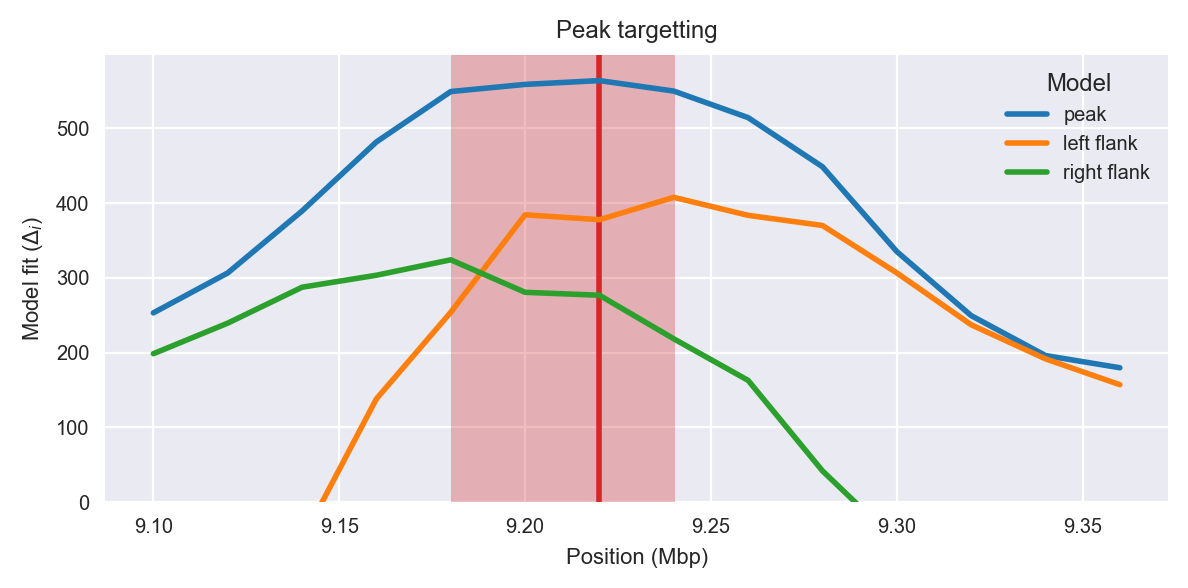 Peak targetting
Model
peak
left flank
right flank
500
400
300
200
100
0
Model fit (Δi)
9.10 9.15 9.20 9.25 9.30 9.35
Position (Mbp)